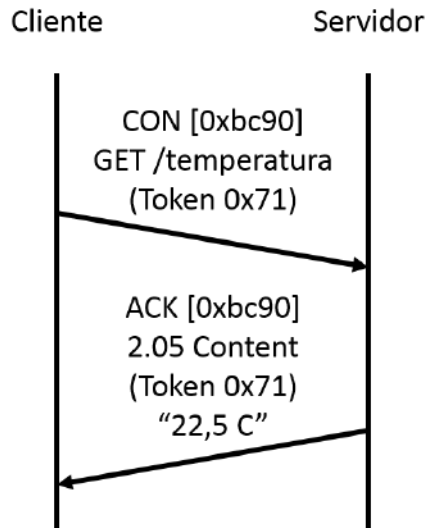 Cliente
Servidor
CON [0xbc90]
GET /temperatura
(Token 0x71)
ACK [0xbc90]
2.05 Content
(Token 0x71)
“22,5 C”